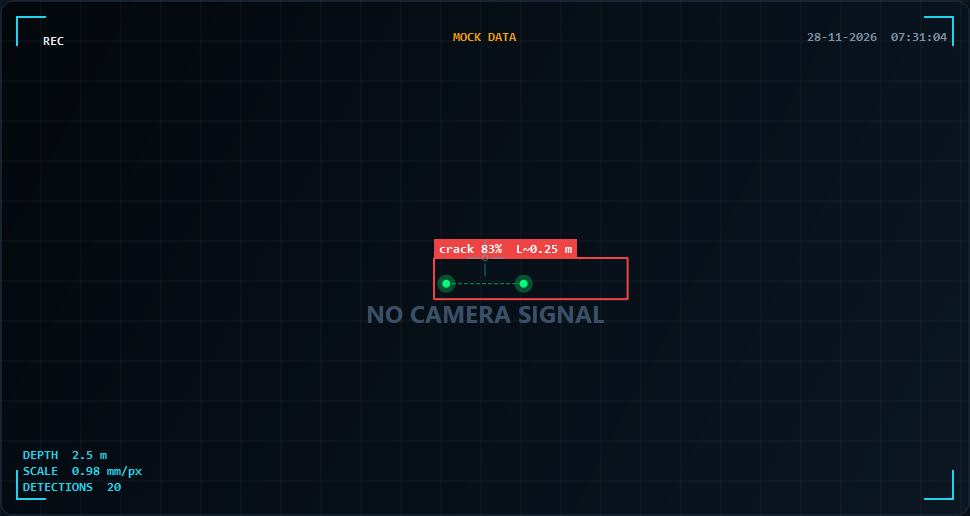 REC
MOCK DATA
28-11-2026 07:31:04
crack 83% L~0.25 m
NO CAMERA SIGNAL
DEPTH 2.5 m
SCALE 0.98 mm/px
DETECTIONS 20